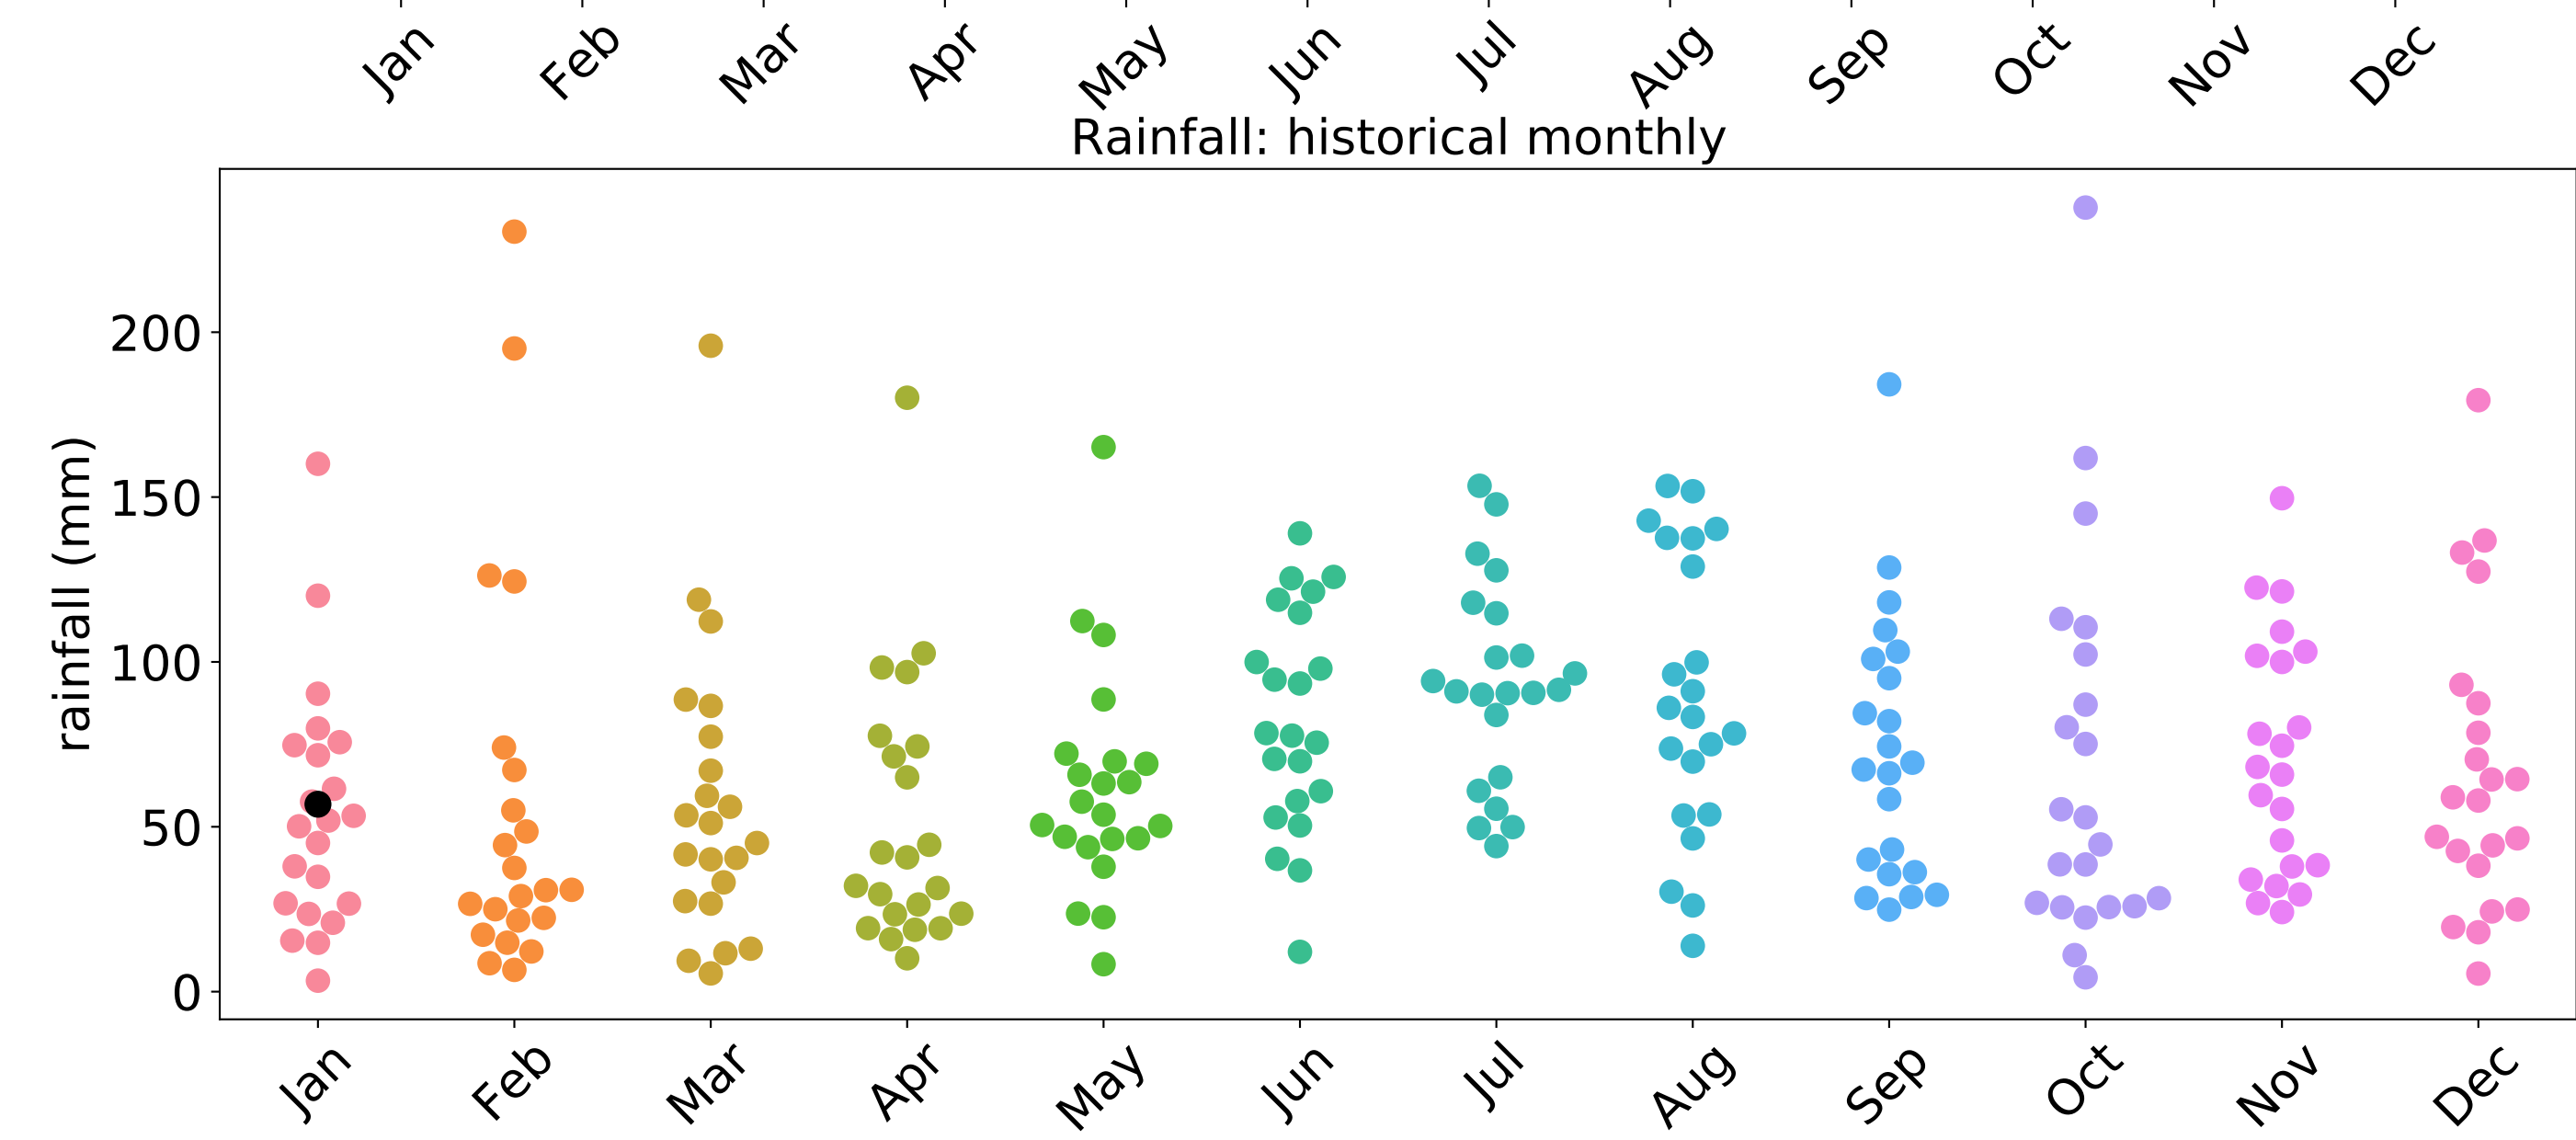 Jan Feb Mar Apr May Jun Jul Aug Sep Oct Nov Dec
Rainfall: historical monthly
rainfall (mm)
200
150
100
50
0
Jan Feb Mar Apr May Jun Jul Aug Sep Oct Nov Dec